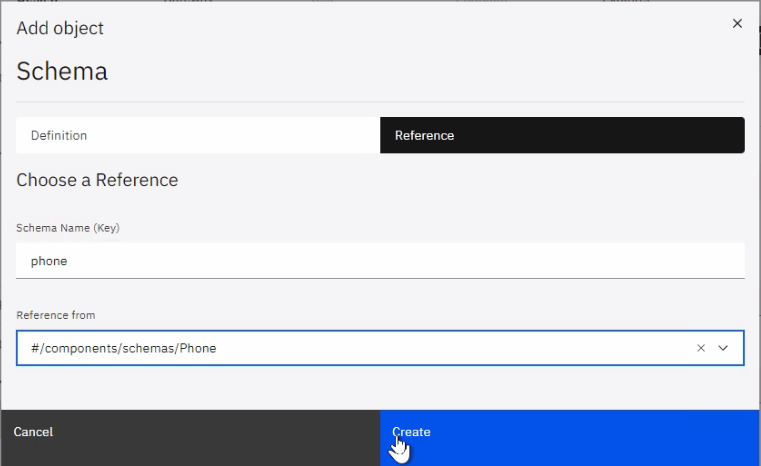 Add object
Schema
Definition
Reference
Choose a Reference
Schema Name (Key)
phone
Reference from
#/components/schemas/Phone
Cancel
Create